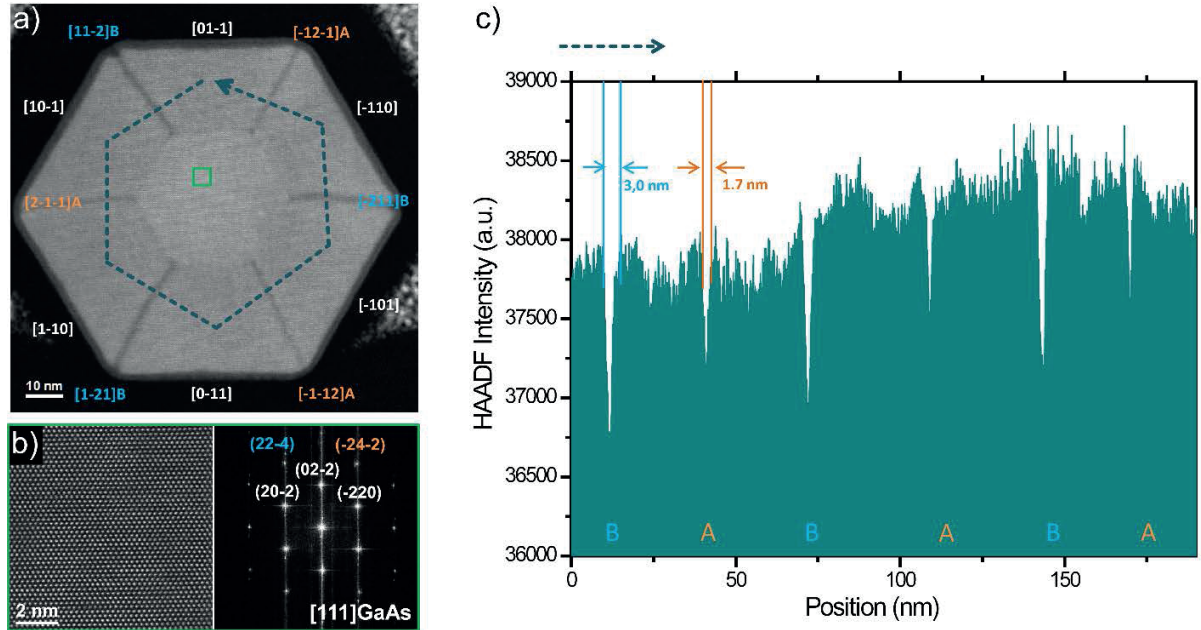 a)
[11-2]B
[01-1]
[-12-1]A
[10-1]
[-110]
[2-1-1]A
[-211]B
[1-10]
[-101]
10 nm
[1-21]B
[0-11]
[-1-12]A
b)
(22-4)
(-24-2)
(02-2)
(20-2)
(-220)
2 nm
[111]GaAs
c)
39000
38500
38000
37500
37000
36500
36000
HAADF Intensity (a.u.)
3,0 nm
1.7 nm
B
A
B
A
B
A
0
50
100
150
Position (nm)